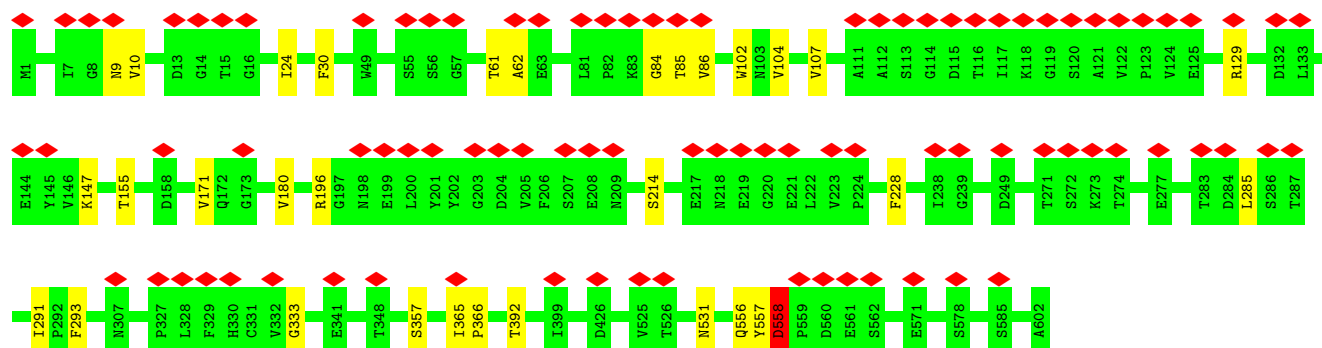 M1 I7 G8 N9 V10 D13 G14 T15 G16 I24 F30 W49 S55 S56 G57 T61 A62 E63 L81 P82 K83 G84 T85 V86 W102 N103 V104 V107 A111 A112 S113 G114 D115 T116 I117 K118 G119 S120 A121 V122 P123 V124 E125 R129 D132 L133
E144 Y145 V146 K147 T155 D158 V171 Q172 G173 V180 R196 G197 N198 E199 L200 Y201 Y202 G203 D204 V205 F206 S207 E208 N209 S214 E217 N218 E219 G220 E221 L222 V223 P224 F228 I238 G239 D249 T271 S272 K273 T274 E277 T283 D284 L285 S286 T287
I291 P292 F293 N307 P327 L328 F329 H330 C331 V332 G333 E341 T348 S357 I365 P366 T392 I399 D426 V525 T526 N531 Q556 Y557 D558 P559 D560 E561 S562 E571 S578 S585 A602